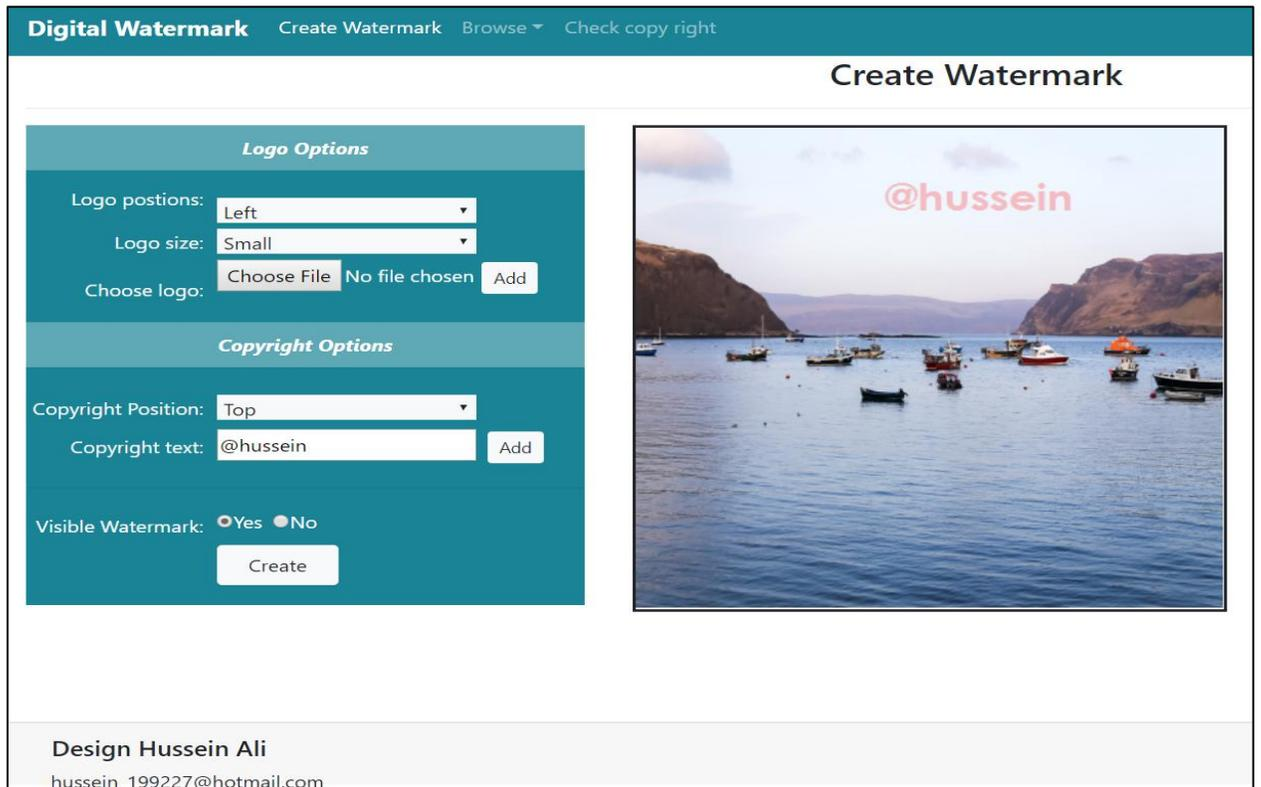 Digital Watermark Create Watermark Browse Check copy right
Create Watermark
Logo Options
Logo postions: Left
Logo size: Small
Choose logo: Choose File No file chosen Add
Copyright Options
Copyright Position: Top
Copyright text: @hussein Add
Visible Watermark: Yes No
Create
@hussein
Design Hussein Ali
hussein_199227@hotmail.com